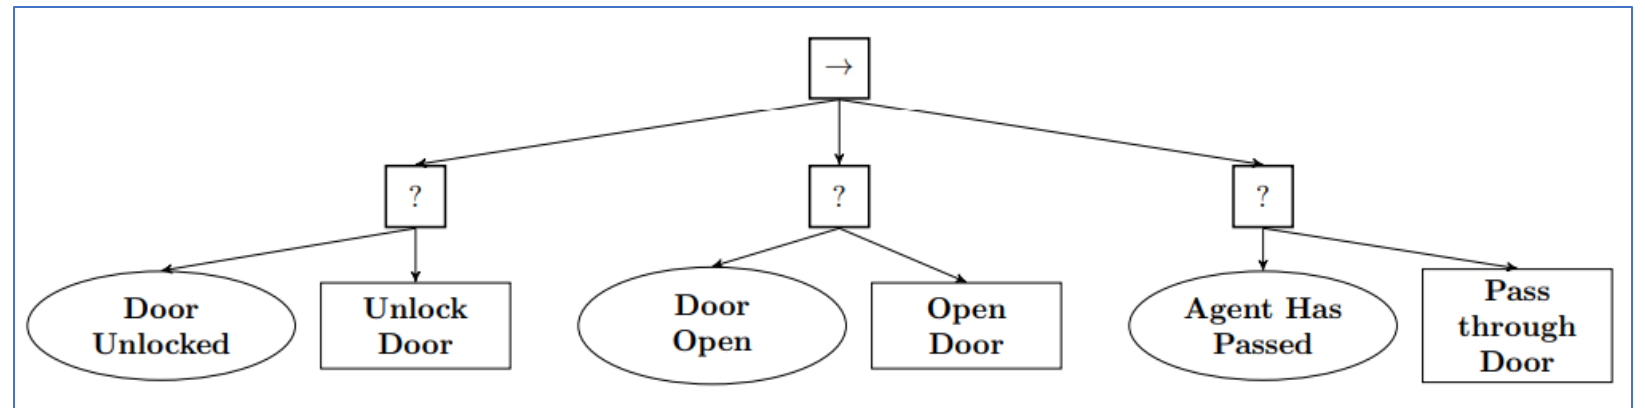 →
? ? ?
Door
Unlocked
Unlock
Door
Door
Open
Open
Door
Agent Has
Passed
Pass
through
Door